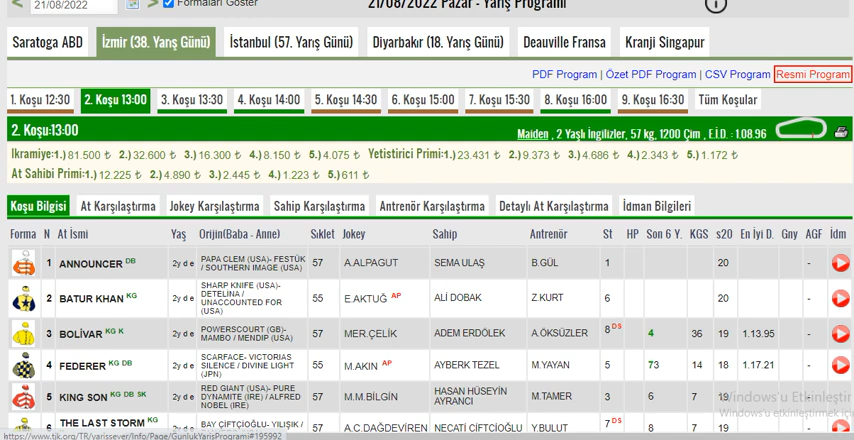 21/08/2022 Formaları Göster 21/08/2022 Pazar - Yarış Programı
Saratoga ABD İzmir (38. Yarış Günü) İstanbul (57. Yarış Günü) Diyarbakır (18. Yarış Günü) Deauville Fransa Kranji Singapur
PDF Program | Özet PDF Program | CSV Program Resmi Program
1. Koşu 12:30 2. Koşu 13:00 3. Koşu 13:30 4. Koşu 14:00 5. Koşu 14:30 6. Koşu 15:00 7. Koşu 15:30 8. Koşu 16:00 9. Koşu 16:30 Tüm Koşular
2. Koşu:13:00 Maiden , 2 Yaşlı İngilizler, 57 kg, 1200 Çim , E.İ.D. : 1.08.96
Ikramiye:1.) 81.500 ₺ 2.) 32.600 ₺ 3.) 16.300 ₺ 4.) 8.150 ₺ 5.) 4.075 ₺ Yetistirici Primi:1.) 23.431 ₺ 2.) 9.373 ₺ 3.) 4.686 ₺ 4.) 2.343 ₺ 5.) 1.172 ₺
At Sahibi Primi:1.) 12.225 ₺ 2.) 4.890 ₺ 3.) 2.445 ₺ 4.) 1.223 ₺ 5.) 611 ₺
Koşu Bilgisi At Karşılaştırma Jokey Karşılaştırma Sahip Karşılaştırma Antrenör Karşılaştırma Detaylı At Karşılaştırma İdman Bilgileri
Forma N At İsmi Yaş Orijin(Baba - Anne) Sıklet Jokey Sahip Antrenör St HP Son 6 Y. KGS s20 En İyi D. Gny AGF İdm
1 ANNOUNCER DB 2y d e PAPA CLEM (USA)- FESTÜK / SOUTHERN IMAGE (USA) 57 A.ALPAGUT SEMA ULAŞ B.GÜL 1 20 -
2 BATUR KHAN KG 2y d e SHARP KNIFE (USA)- DETELİNA / UNACCOUNTED FOR (USA) 55 E.AKTUĞ AP ALİ DOBAK Z.KURT 6 20 -
3 BOLİVAR KG K 2y d e POWERSCOURT (GB)- MAMBO / MENDIP (USA) 57 MER.ÇELİK ADEM ERDÖLEK A.ÖKSÜZLER 8 DS 4 36 19 1.13.95 -
4 FEDERER KG DB 2y d e SCARFACE- VICTORIAS SILENCE / DIVINE LIGHT (JPN) 55 M.AKIN AP AYBERK TEZEL M.YAYAN 5 73 14 18 1.17.21 -
5 KING SON KG DB SK 2y d e RED GIANT (USA)- PURE DYNAMITE (IRE) / ALFRED NOBEL (IRE) 57 M.M.BİLGİN HASAN HÜSEYİN AYRANCI M.TAMER 3 6 7 19 -
6 THE LAST STORM KG 2y d e BAY ÇİFTÇİOĞLU- YILIŞIK / 57 A.C.DAĞDEVİREN NECATİ ÇİFTÇİOĞLU Y.BULUT 7 DS 7 7 19 -
Windows'u Etkinleştir
Windows'u etkinleştirmek için
https://www.tjk.org/TR/yarissever/Info/Page/GunlukYarisProgrami#195992